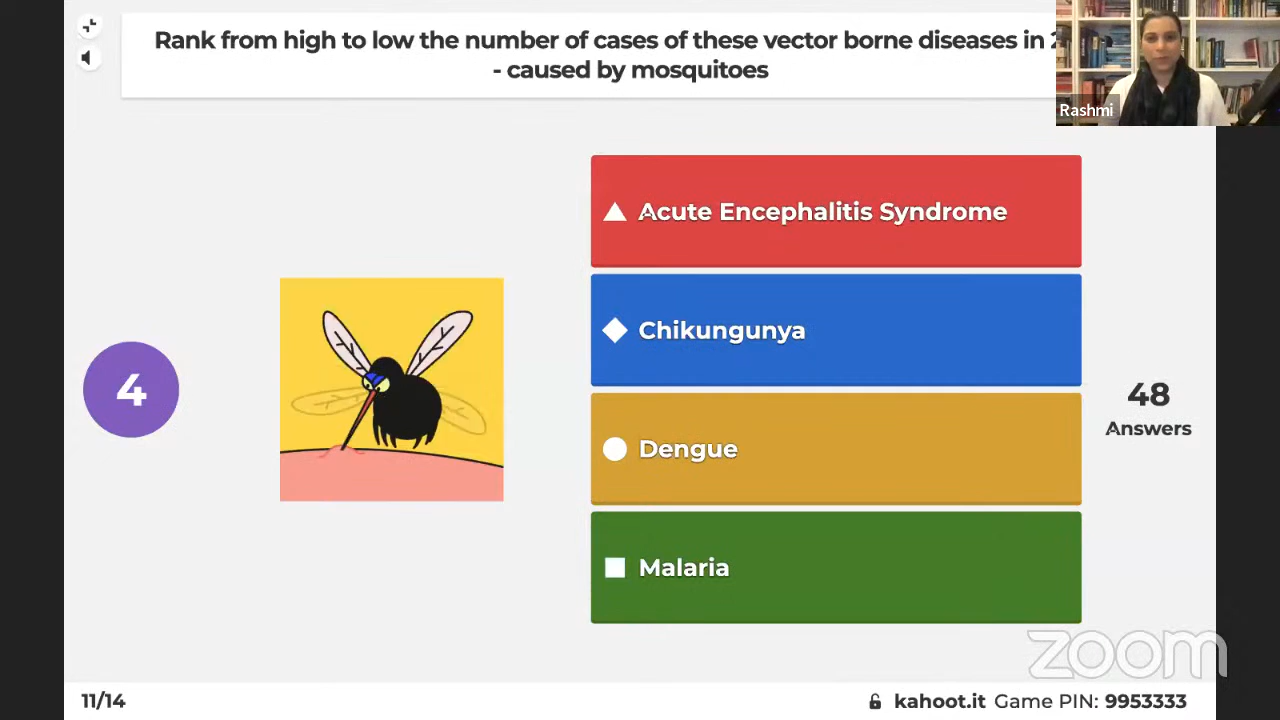 Rank from high to low the number of cases of these vector borne diseases in
- caused by mosquitoes
Rashmi
Acute Encephalitis Syndrome
Chikungunya
4
48
Answers
Dengue
Malaria
zoom
11/14
kahoot.it Game PIN: 9953333